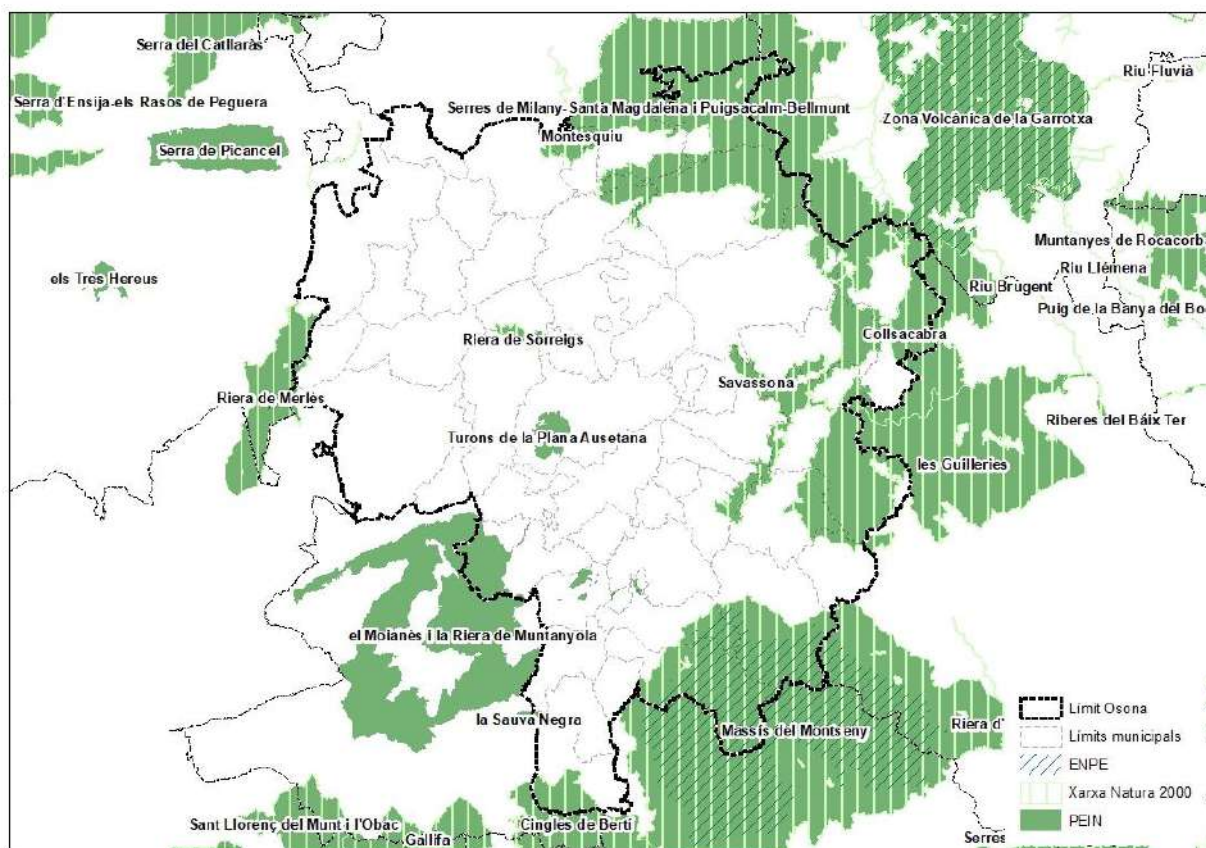 Serra del Catllaràs
Riu Fluvià
Serra d'Ensija-els Rasos de Peguera
Serres de Milany-Santa Magdalena i Puigsacalm-Bellmunt
Zona Volcànica de la Garrotxa
Montesquiu
Serra de Picancel
Muntanyes de Rocacorb
Riu Llémena
els Tres Hereus
Riu Brugent
Puig de la Banya del Bo
Riera de Sorreigs
Collsacabra
Savassona
Riera de Merlès
Riberes del Baix Ter
Turons de la Plana Ausetana
les Guilleries
el Moianès i la Riera de Muntanyola
la Sauva Negra
Massís del Montseny
Riera d'
Límit Osona
Límits municipals
ENPE
Xarxa Natura 2000
PEIN
Sant Llorenç del Munt i l'Obac
Gallifa
Cingles de Bertí
Serres